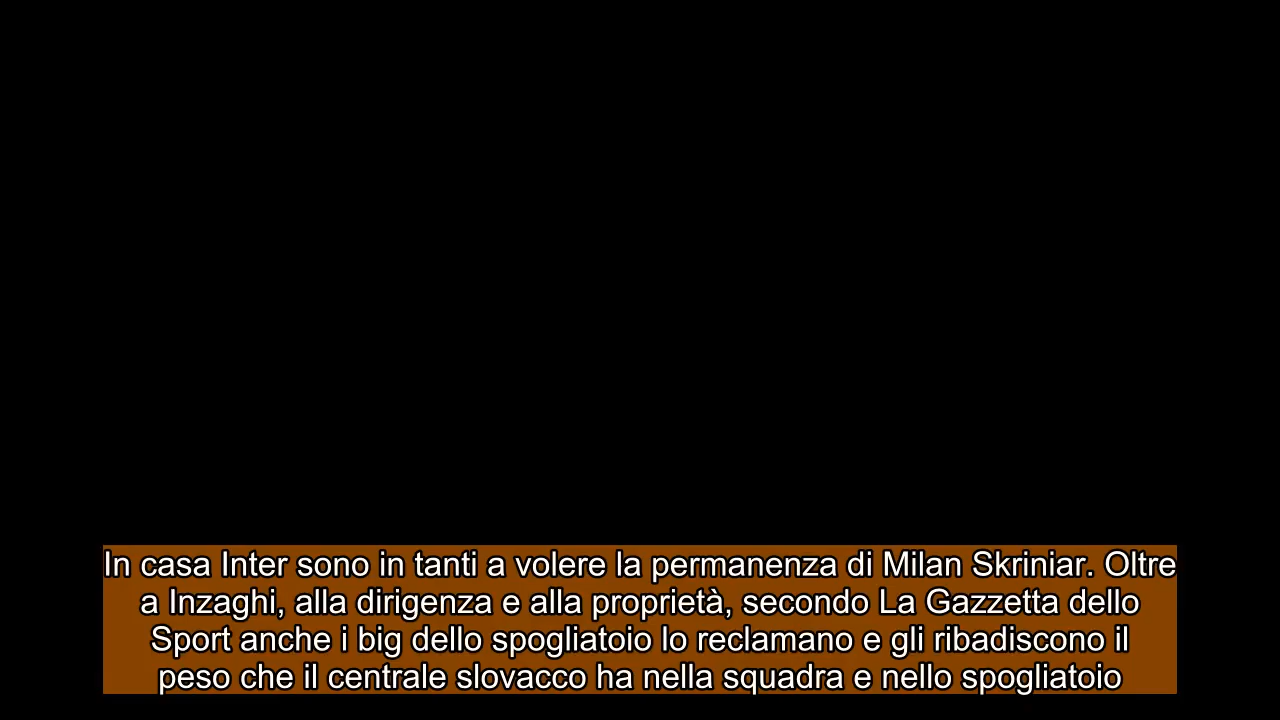 In casa Inter sono in tanti a volere la permanenza di Milan Skriniar. Oltre
a Inzaghi, alla dirigenza e alla proprietà, secondo La Gazzetta dello
Sport anche i big dello spogliatoio lo reclamano e gli ribadiscono il
peso che il centrale slovacco ha nella squadra e nello spogliatoio